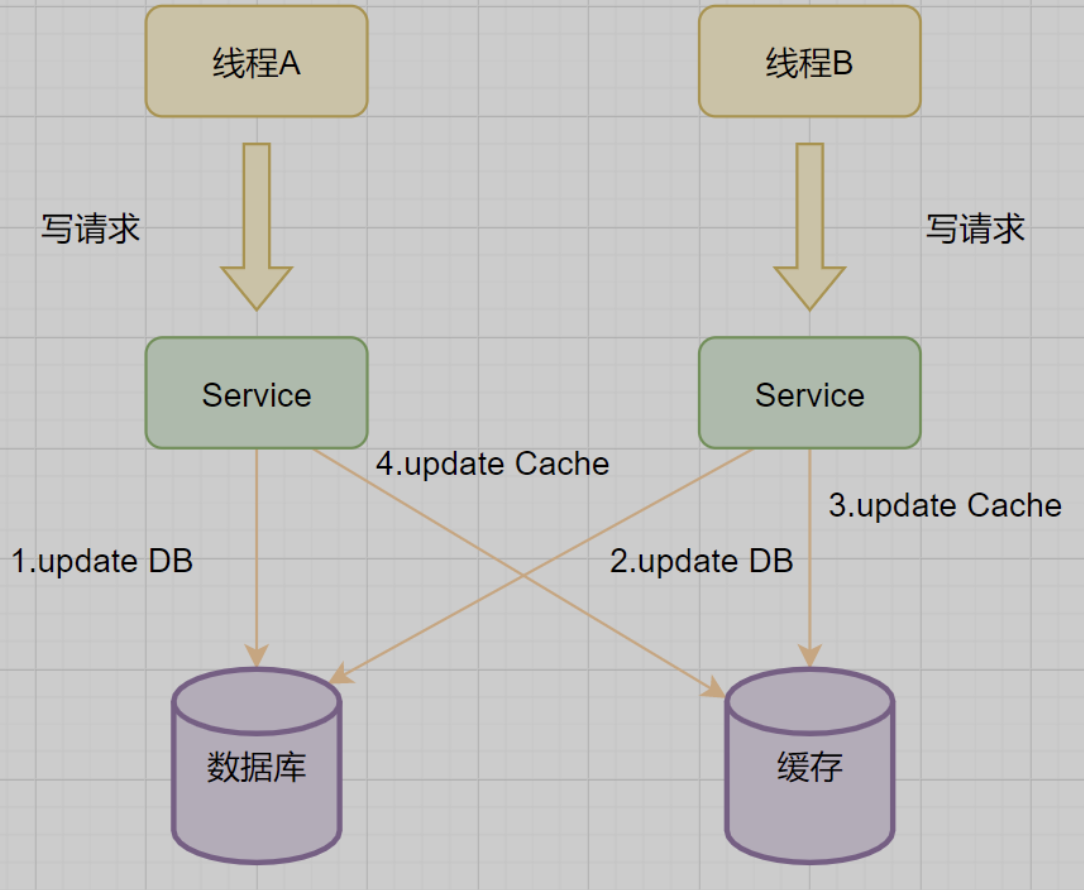 线程A
线程B
写请求
写请求
Service
Service
4.update Cache
3.update Cache
1.update DB
2.update DB
数据库
缓存